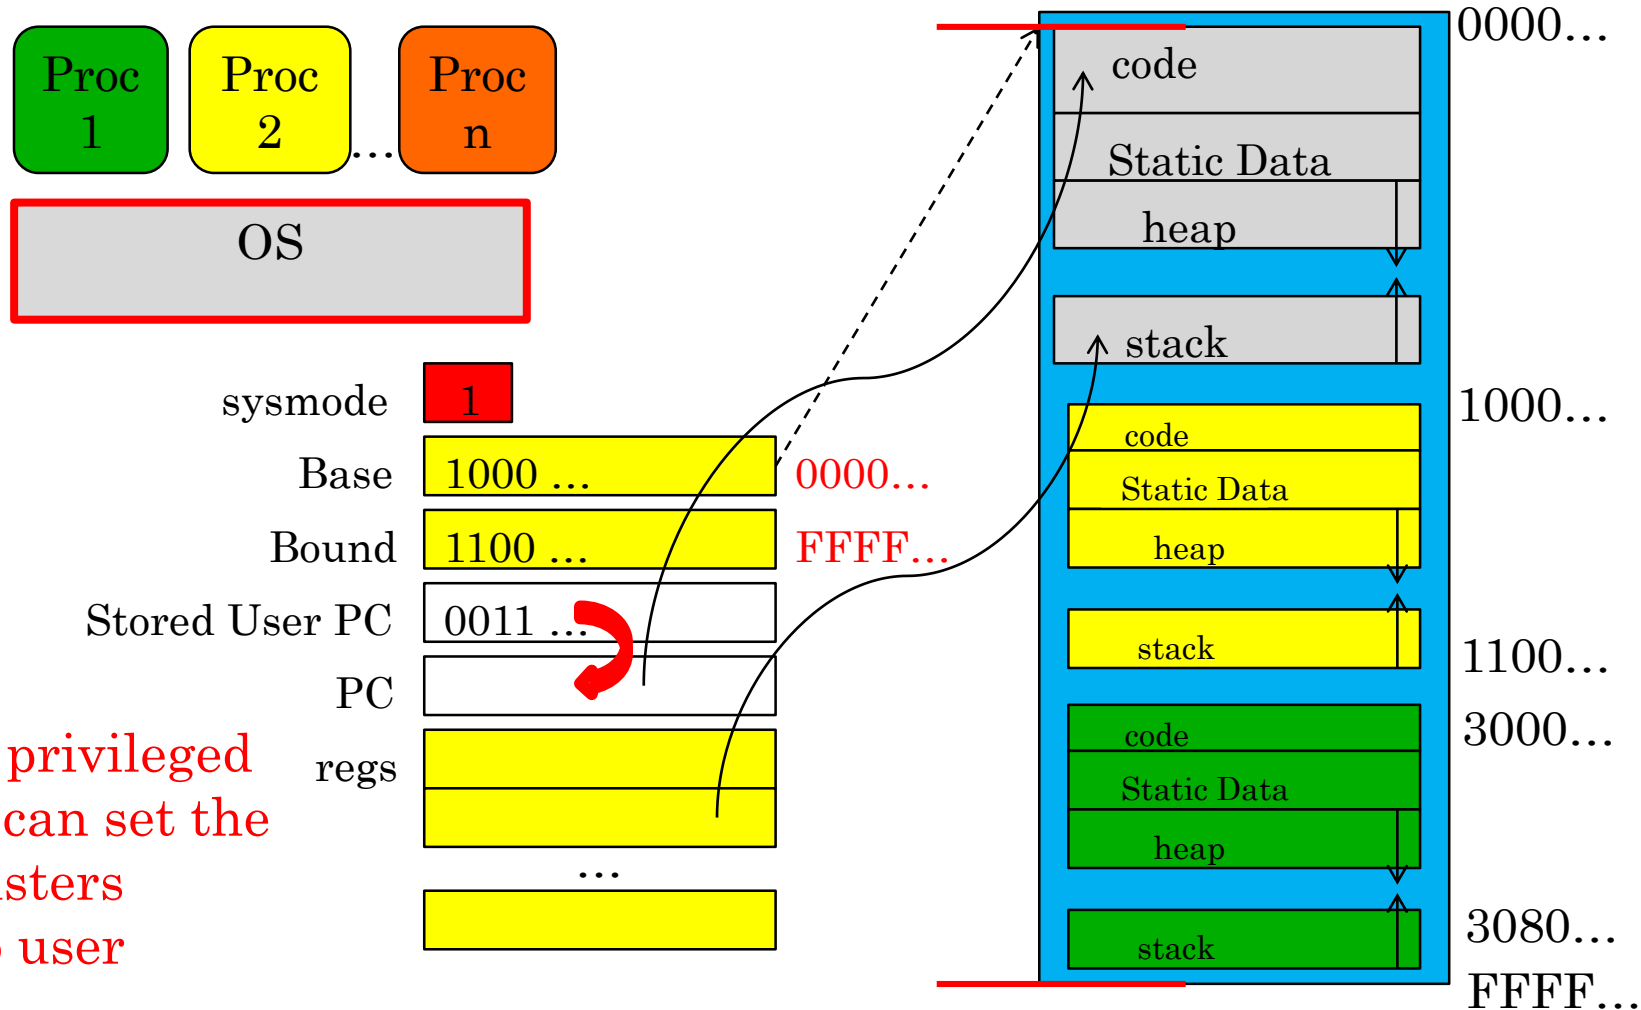 Proc
1
Proc
2
...
Proc
n
OS
sysmode 1
Base 1000 ... 0000...
Bound 1100 ... FFFF...
Stored User PC 0011 ...
PC
regs
...
privileged
can set the
user
code
Static Data
heap
stack
code
Static Data
heap
stack
code
Static Data
heap
stack
0000...
1000...
1100...
3000...
3080...
FFFF...